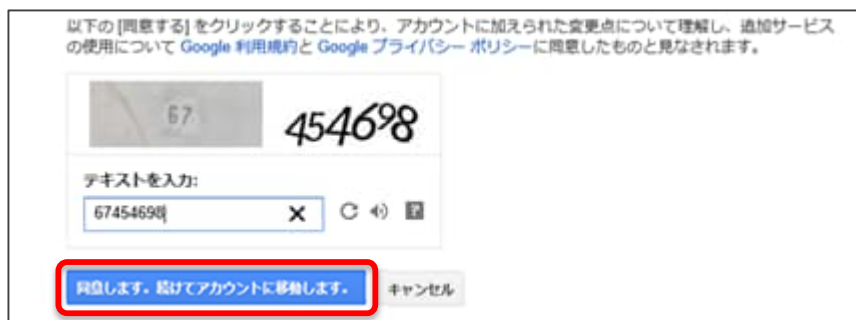 以下の [同意する] をクリックすることにより、アカウントに加えられた変更点について理解し、追加サービス
の使用について Google 利用規約と Google プライバシー ポリシーに同意したものと見なされます。
67 454698
テキストを入力:
67454698
同意します。続けてアカウントに移動します。 キャンセル